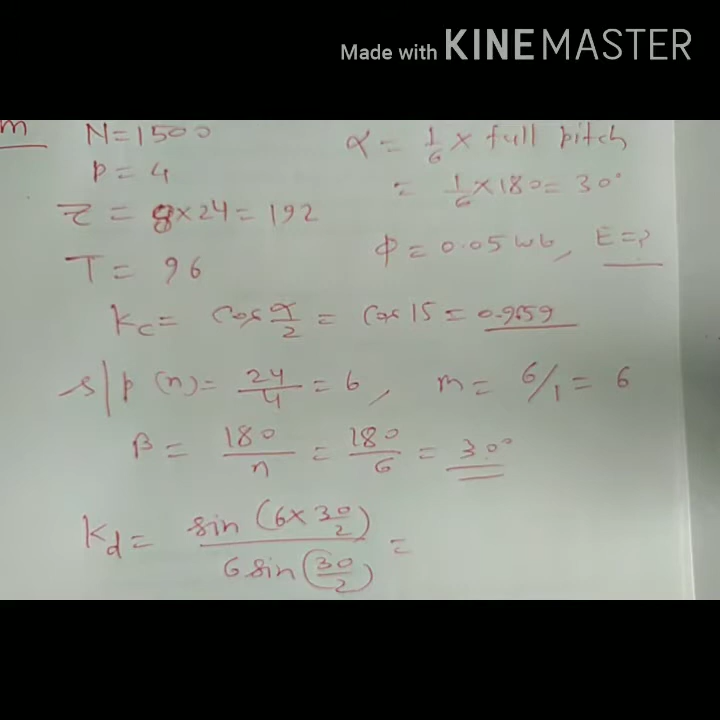 Made with KINEMASTER
m N=1500 α = 1/6 × full pitch
P = 4 = 1/6 × 180 = 30°
Z = 8×24 = 192
T = 96 Φ = 0.05 wb, E=?
Kc = Cos α/2 = Cos 15 = 0.9659
s/p (n) = 24/4 = 6, m = 6/1 = 6
β = 180/n = 180/6 = 30°
Kd = sin (6×30/2) / 6 sin (30/2) =